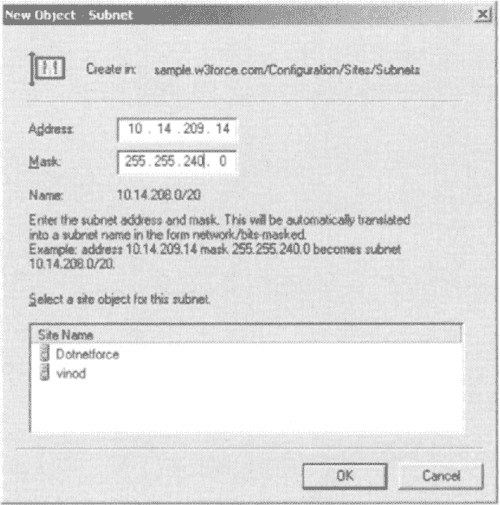 New Object - Subnet
Create in: sample.w3force.com/Configuration/Sites/Subnets
Address: 10 . 14 . 209 . 14
Mask: 255 . 255 . 240 . 0
Name: 10.14.208.0/20
Enter the subnet address and mask. This will be automatically translated
into a subnet name in the form network/bits-masked.
Example: address 10.14.209.14 mask 255.255.240.0 becomes subnet
10.14.208.0/20.
Select a site object for this subnet.
Site Name
Dotnetforce
vinod
OK Cancel